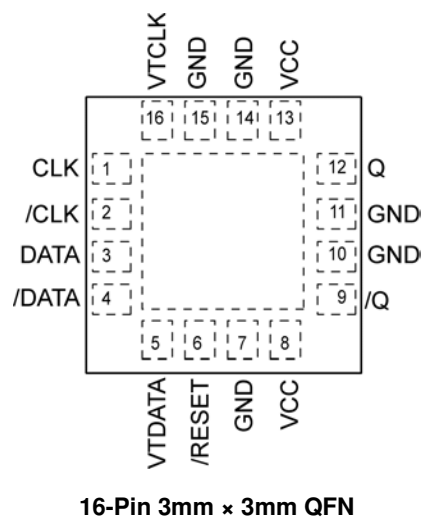 VTCLK GND GND VCC
16 15 14 13
CLK 1 12 Q
/CLK 2 11 GND
DATA 3 10 GND
/DATA 4 9 /Q
5 6 7 8
VTDATA /RESET GND VCC
16-Pin 3mm × 3mm QFN